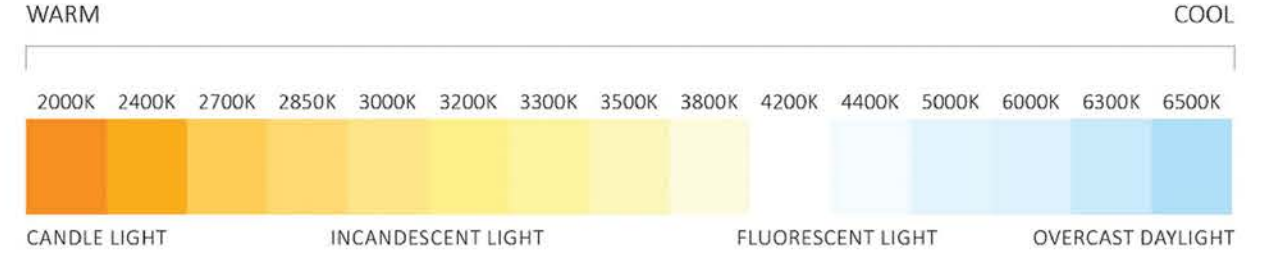 WARM COOL
2000K 2400K 2700K 2850K 3000K 3200K 3300K 3500K 3800K 4200K 4400K 5000K 6000K 6300K 6500K
CANDLE LIGHT INCANDESCENT LIGHT FLUORESCENT LIGHT OVERCAST DAYLIGHT